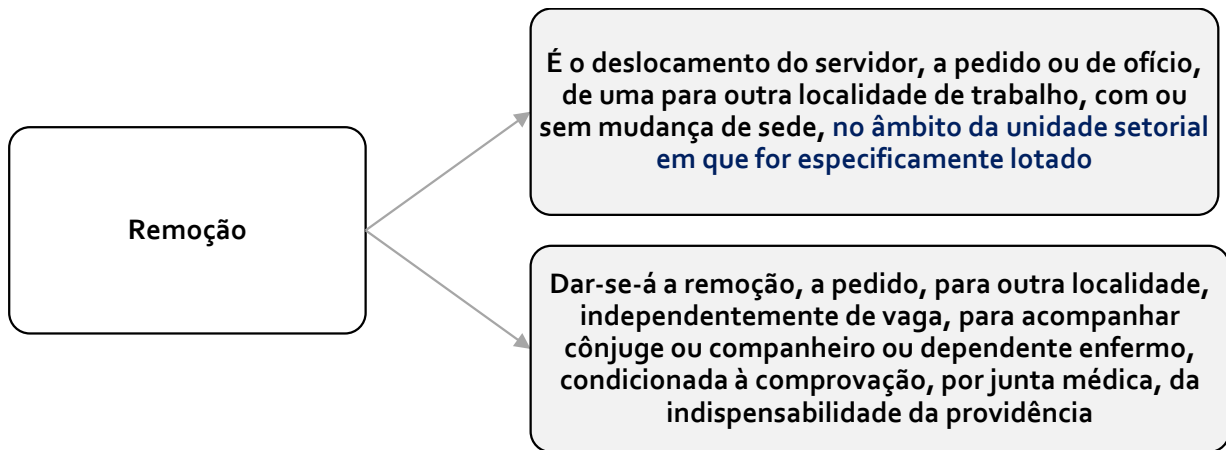 Remoção
É o deslocamento do servidor, a pedido ou de ofício,
de uma para outra localidade de trabalho, com ou
sem mudança de sede, no âmbito da unidade setorial
em que for especificamente lotado
Dar-se-á a remoção, a pedido, para outra localidade,
independentemente de vaga, para acompanhar
cônjuge ou companheiro ou dependente enfermo,
condicionada à comprovação, por junta médica, da
indispensabilidade da providência